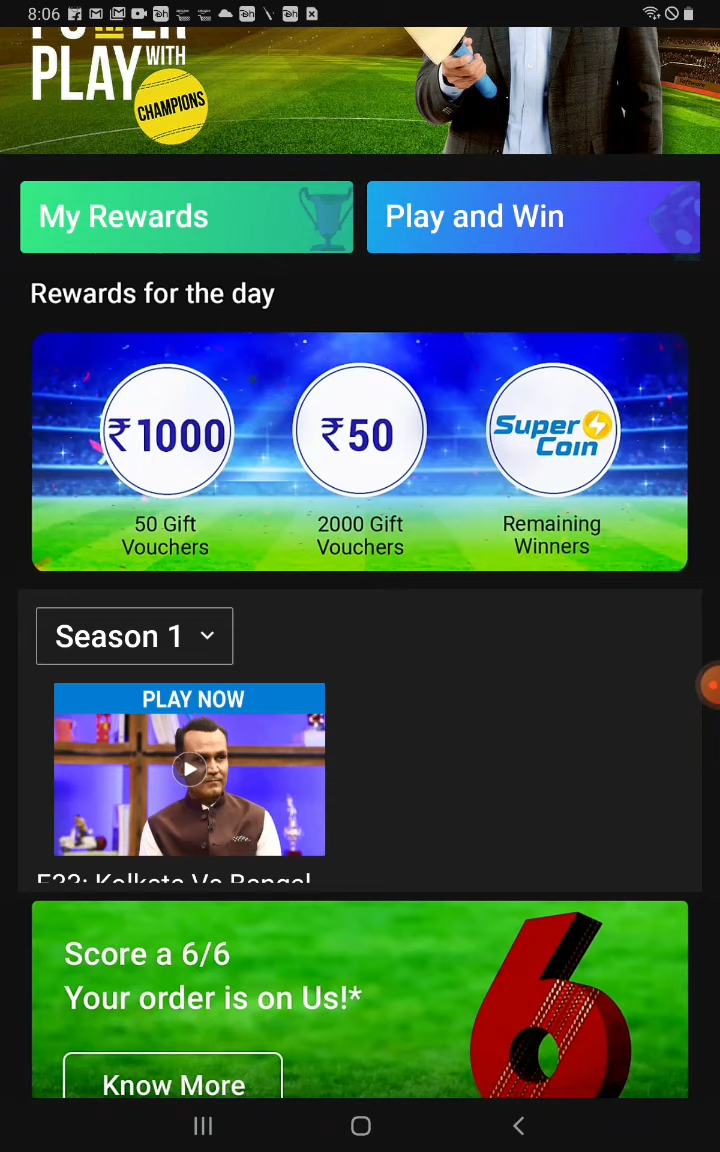 8:06
PLAY WITH
CHAMPIONS
My Rewards
Play and Win
Rewards for the day
₹1000
₹50
Super Coin
50 Gift Vouchers
2000 Gift Vouchers
Remaining Winners
Season 1
PLAY NOW
Score a 6/6
Your order is on Us!*
Know More